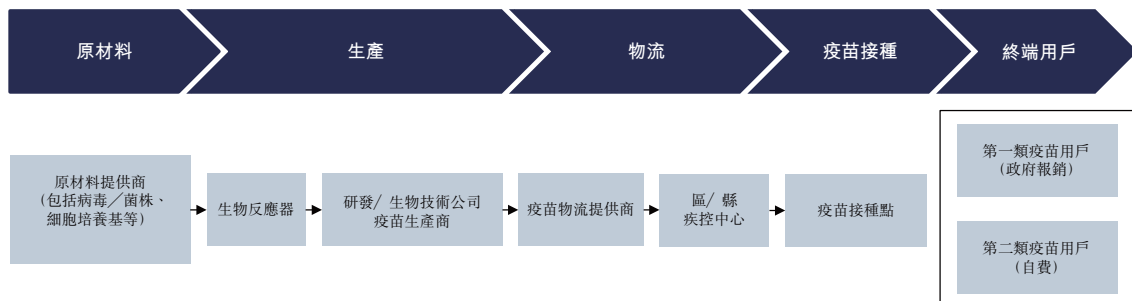 原材料
生產
物流
疫苗接種
終端用戶
原材料提供商
(包括病毒／菌株、
細胞培養基等)
生物反應器
研發/ 生物技術公司
疫苗生產商
疫苗物流提供商
區/ 縣
疾控中心
疫苗接種點
第一類疫苗用戶
(政府報銷)
第二類疫苗用戶
(自費)